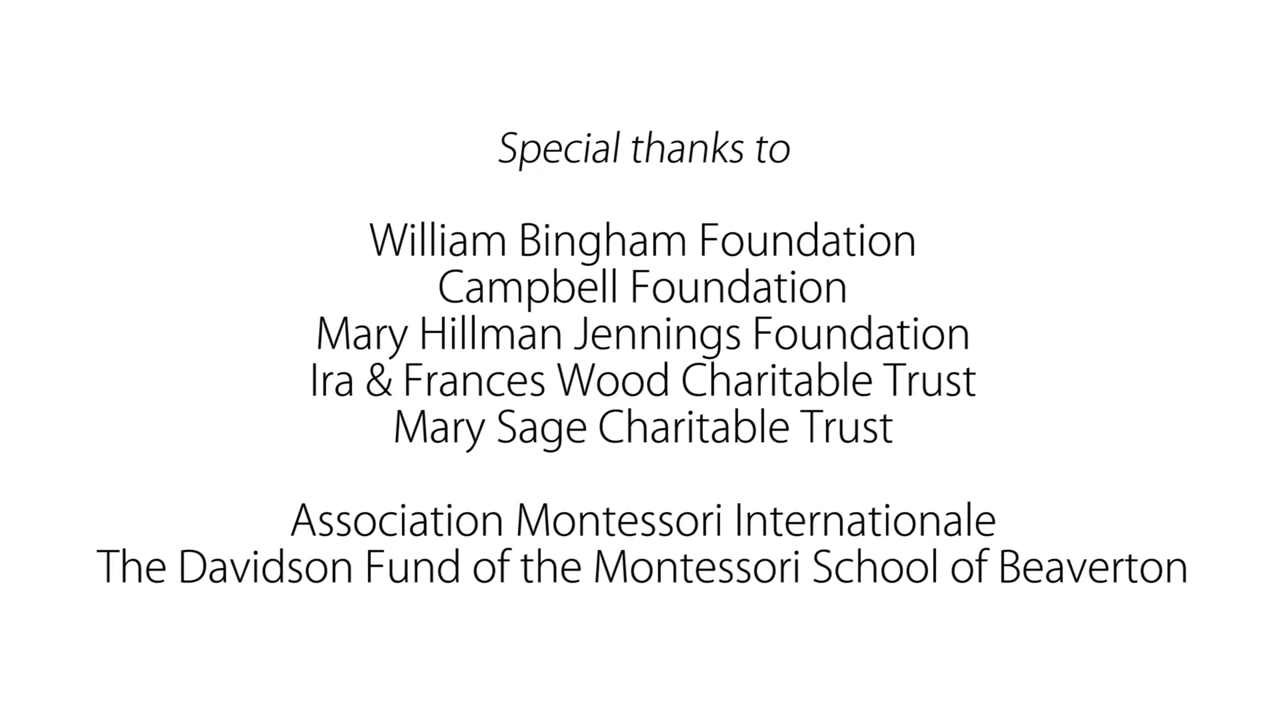 Special thanks to
William Bingham Foundation
Campbell Foundation
Mary Hillman Jennings Foundation
Ira & Frances Wood Charitable Trust
Mary Sage Charitable Trust
Association Montessori Internationale
The Davidson Fund of the Montessori School of Beaverton